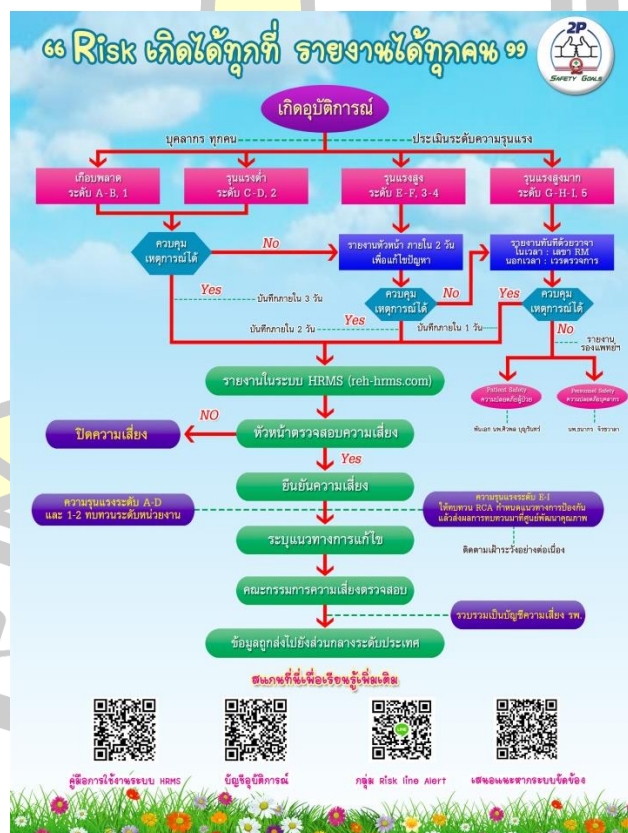 “ Risk เกิดได้ทุกที่ รายงานได้ทุกคน ”
2P
SAFETY GOALS
เกิดอุบัติการณ์
บุคลากร ทุกคน
ประเมินระดับความรุนแรง
เกือบพลาด
ระดับ A-B, 1
รุนแรงต่ำ
ระดับ C-D, 2
รุนแรงสูง
ระดับ E-F, 3-4
รุนแรงสูงมาก
ระดับ G-H-I, 5
ควบคุม
เหตุการณ์ได้
No
รายงานหัวหน้า ภายใน 2 วัน
เพื่อแก้ไขปัญหา
รายงานทันทีด้วยวาจา
ในเวลา : เลขา RM
นอกเวลา : เวรตรวจการ
Yes
บันทึกภายใน 3 วัน
ควบคุม
เหตุการณ์ได้
No
Yes
ควบคุม
เหตุการณ์ได้
บันทึกภายใน 2 วัน
Yes
บันทึกภายใน 1 วัน
No
รายงาน
รองแพทย์ฯ
รายงานในระบบ HRMS (reh-hrms.com)
Patient Safety
ความปลอดภัยผู้ป่วย
Personnel Safety
ความปลอดภัยบุคลากร
NO
ปิดความเสี่ยง
หัวหน้าตรวจสอบความเสี่ยง
Yes
ยืนยันความเสี่ยง
ความรุนแรงระดับ A-D
และ 1-2 ทบทวนระดับหน่วยงาน
ความรุนแรงระดับ E-I
ให้ทบทวน RCA กำหนดแนวทางการป้องกัน
แล้วส่งผลการทบทวนมาที่ศูนย์พัฒนาคุณภาพ
ระบุแนวทางการแก้ไข
ติดตามเฝ้าระวังอย่างต่อเนื่อง
คณะกรรมการความเสี่ยงตรวจสอบ
รวบรวมเป็นบัญชีความเสี่ยง รพ.
ข้อมูลถูกส่งไปยังส่วนกลางระดับประเทศ
สแกนที่นี่เพื่อเรียนรู้เพิ่มเติม
LINE
คู่มือการใช้งานระบบ HRMS
บัญชีอุบัติการณ์
กลุ่ม Risk line Alert
เสนอแนะหากระบบขัดข้อง